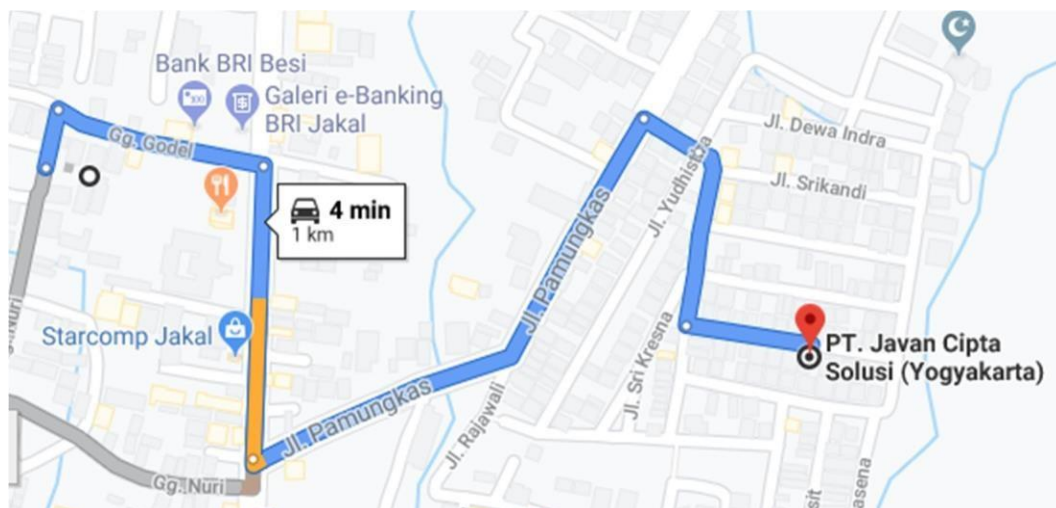 Bank BRI Besi
Galeri e-Banking
BRI Jakal
Gg. Godel
4 min
1 km
Starcomp Jakal
Gg. Nuri
Jl. Pamungkas
Jl. Pamungkas
Jl. Rajawali
Jl. Sri Kresna
Jl. Yudhistira
Jl. Dewa Indra
Jl. Srikandi
PT. Javan Cipta
Solusi (Yogyakarta)